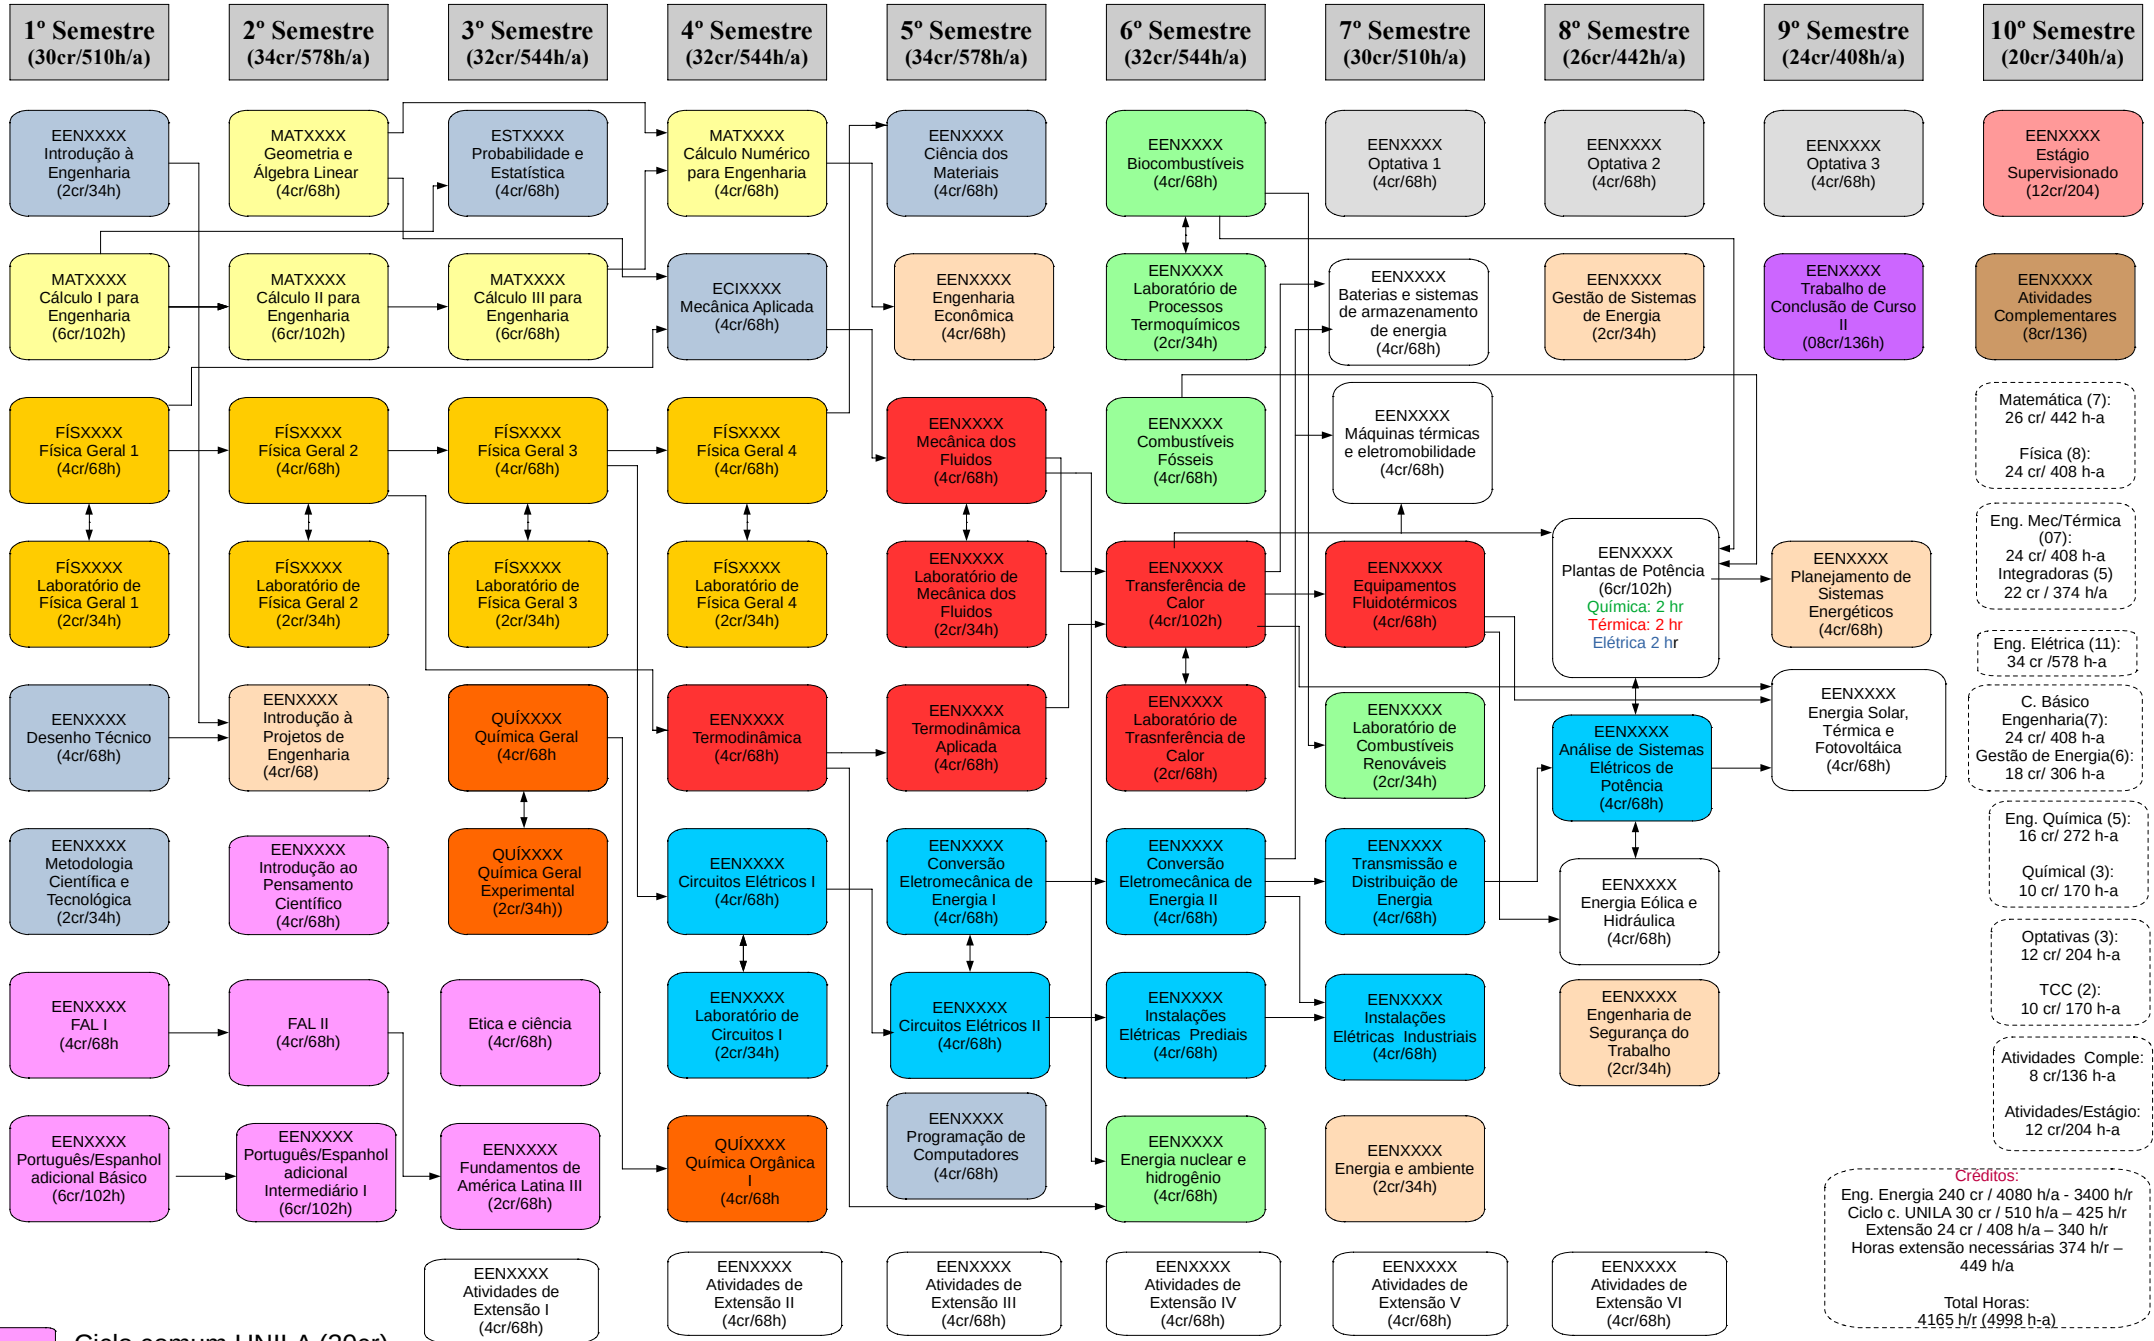 1º Semestre
(30cr/510h/a)
2º Semestre
(34cr/578h/a)
3º Semestre
(32cr/544h/a)
4º Semestre
(32cr/544h/a)
5º Semestre
(34cr/578h/a)
6º Semestre
(32cr/544h/a)
7º Semestre
(30cr/510h/a)
8º Semestre
(26cr/442h/a)
9º Semestre
(24cr/408h/a)
10º Semestre
(20cr/340h/a)
EENXXXX
Introdução à
Engenharia
(2cr/34h)
MATXXXX
Geometria e
Álgebra Linear
(4cr/68h)
ESTXXXX
Probabilidade e
Estatística
(4cr/68h)
MATXXXX
Cálculo Numérico
para Engenharia
(4cr/68h)
EENXXXX
Ciência dos
Materiais
(4cr/68h)
EENXXXX
Biocombustíveis
(4cr/68h)
EENXXXX
Optativa 1
(4cr/68h)
EENXXXX
Optativa 2
(4cr/68h)
EENXXXX
Optativa 3
(4cr/68h)
EENXXXX
Estágio
Supervisionado
(12cr/204)
MATXXXX
Cálculo I para
Engenharia
(6cr/102h)
MATXXXX
Cálculo II para
Engenharia
(6cr/102h)
MATXXXX
Cálculo III para
Engenharia
(6cr/68h)
ECIXXXX
Mecânica Aplicada
(4cr/68h)
EENXXXX
Engenharia
Econômica
(4cr/68h)
EENXXXX
Laboratório de
Processos
Termoquímicos
(2cr/34h)
EENXXXX
Baterias e sistemas
de armazenamento
de energia
(4cr/68h)
EENXXXX
Gestão de Sistemas
de Energia
(2cr/34h)
EENXXXX
Trabalho de
Conclusão de Curso
II
(08cr/136h)
EENXXXX
Atividades
Complementares
(8cr/136)
FÍSXXXX
Física Geral 1
(4cr/68h)
FÍSXXXX
Física Geral 2
(4cr/68h)
FÍSXXXX
Física Geral 3
(4cr/68h)
FÍSXXXX
Física Geral 4
(4cr/68h)
EENXXXX
Mecânica dos
Fluidos
(4cr/68h)
EENXXXX
Combustíveis
Fósseis
(4cr/68h)
EENXXXX
Máquinas térmicas
e eletromobilidade
(4cr/68h)
Matemática (7):
26 cr/ 442 h-a
Física (8):
24 cr/ 408 h-a
FÍSXXXX
Laboratório de
Física Geral 1
(2cr/34h)
FÍSXXXX
Laboratório de
Física Geral 2
(2cr/34h)
FÍSXXXX
Laboratório de
Física Geral 3
(2cr/34h)
FÍSXXXX
Laboratório de
Física Geral 4
(2cr/34h)
EENXXXX
Laboratório de
Mecânica dos
Fluidos
(2cr/34h)
EENXXXX
Transferência de
Calor
(4cr/102h)
EENXXXX
Equipamentos
Fluidotérmicos
(4cr/68h)
EENXXXX
Plantas de Potência
(6cr/102h)
Química: 2 hr
Térmica: 2 hr
Elétrica 2 hr
EENXXXX
Planejamento de
Sistemas
Energéticos
(4cr/68h)
Eng. Mec/Térmica
(07):
24 cr/ 408 h-a
Integradoras (5)
22 cr / 374 h/a
Eng. Elétrica (11):
34 cr /578 h-a
EENXXXX
Desenho Técnico
(4cr/68h)
EENXXXX
Introdução à
Projetos de
Engenharia
(4cr/68)
QUÍXXXX
Química Geral
(4cr/68h
EENXXXX
Termodinâmica
(4cr/68h)
EENXXXX
Termodinâmica
Aplicada
(4cr/68h)
EENXXXX
Laboratório de
Trasnferência de
Calor
(2cr/68h)
EENXXXX
Laboratório de
Combustíveis
Renováveis
(2cr/34h)
EENXXXX
Análise de Sistemas
Elétricos de
Potência
(4cr/68h)
EENXXXX
Energia Solar,
Térmica e
Fotovoltáica
(4cr/68h)
C. Básico
Engenharia(7):
24 cr/ 408 h-a
Gestão de Energia(6):
18 cr/ 306 h-a
EENXXXX
Metodologia
Científica e
Tecnológica
(2cr/34h)
EENXXXX
Introdução ao
Pensamento
Científico
(4cr/68h)
QUÍXXXX
Química Geral
Experimental
(2cr/34h))
EENXXXX
Circuitos Elétricos I
(4cr/68h)
EENXXXX
Conversão
Eletromecânica de
Energia I
(4cr/68h)
EENXXXX
Conversão
Eletromecânica de
Energia II
(4cr/68h)
EENXXXX
Transmissão e
Distribuição de
Energia
(4cr/68h)
EENXXXX
Energia Eólica e
Hidráulica
(4cr/68h)
Eng. Química (5):
16 cr/ 272 h-a
Químical (3):
10 cr/ 170 h-a
EENXXXX
FAL I
(4cr/68h
FAL II
(4cr/68h)
Etica e ciência
(4cr/68h)
EENXXXX
Laboratório de
Circuitos I
(2cr/34h)
EENXXXX
Circuitos Elétricos II
(4cr/68h)
EENXXXX
Instalações
Elétricas Prediais
(4cr/68h)
EENXXXX
Instalações
Elétricas Industriais
(4cr/68h)
EENXXXX
Engenharia de
Segurança do
Trabalho
(2cr/34h)
Optativas (3):
12 cr/ 204 h-a
TCC (2):
10 cr/ 170 h-a
Atividades Comple:
8 cr/136 h-a
Atividades/Estágio:
12 cr/204 h-a
EENXXXX
Português/Espanhol
adicional Básico
(6cr/102h)
EENXXXX
Português/Espanhol
adicional
Intermediário I
(6cr/102h)
EENXXXX
Fundamentos de
América Latina III
(2cr/68h)
QUÍXXXX
Química Orgânica
I
(4cr/68h
EENXXXX
Programação de
Computadores
(4cr/68h)
EENXXXX
Energia nuclear e
hidrogênio
(4cr/68h)
EENXXXX
Energia e ambiente
(2cr/34h)
Créditos:
Eng. Energia 240 cr / 4080 h/a - 3400 h/r
Ciclo c. UNILA 30 cr / 510 h/a – 425 h/r
Extensão 24 cr / 408 h/a – 340 h/r
Horas extensão necessárias 374 h/r –
449 h/a
Total Horas:
4165 h/r (4998 h-a)
EENXXXX
Atividades de
Extensão I
(4cr/68h)
EENXXXX
Atividades de
Extensão II
(4cr/68h)
EENXXXX
Atividades de
Extensão III
(4cr/68h)
EENXXXX
Atividades de
Extensão IV
(4cr/68h)
EENXXXX
Atividades de
Extensão V
(4cr/68h)
EENXXXX
Atividades de
Extensão VI
(4cr/68h)
Ciclo comum UNILA